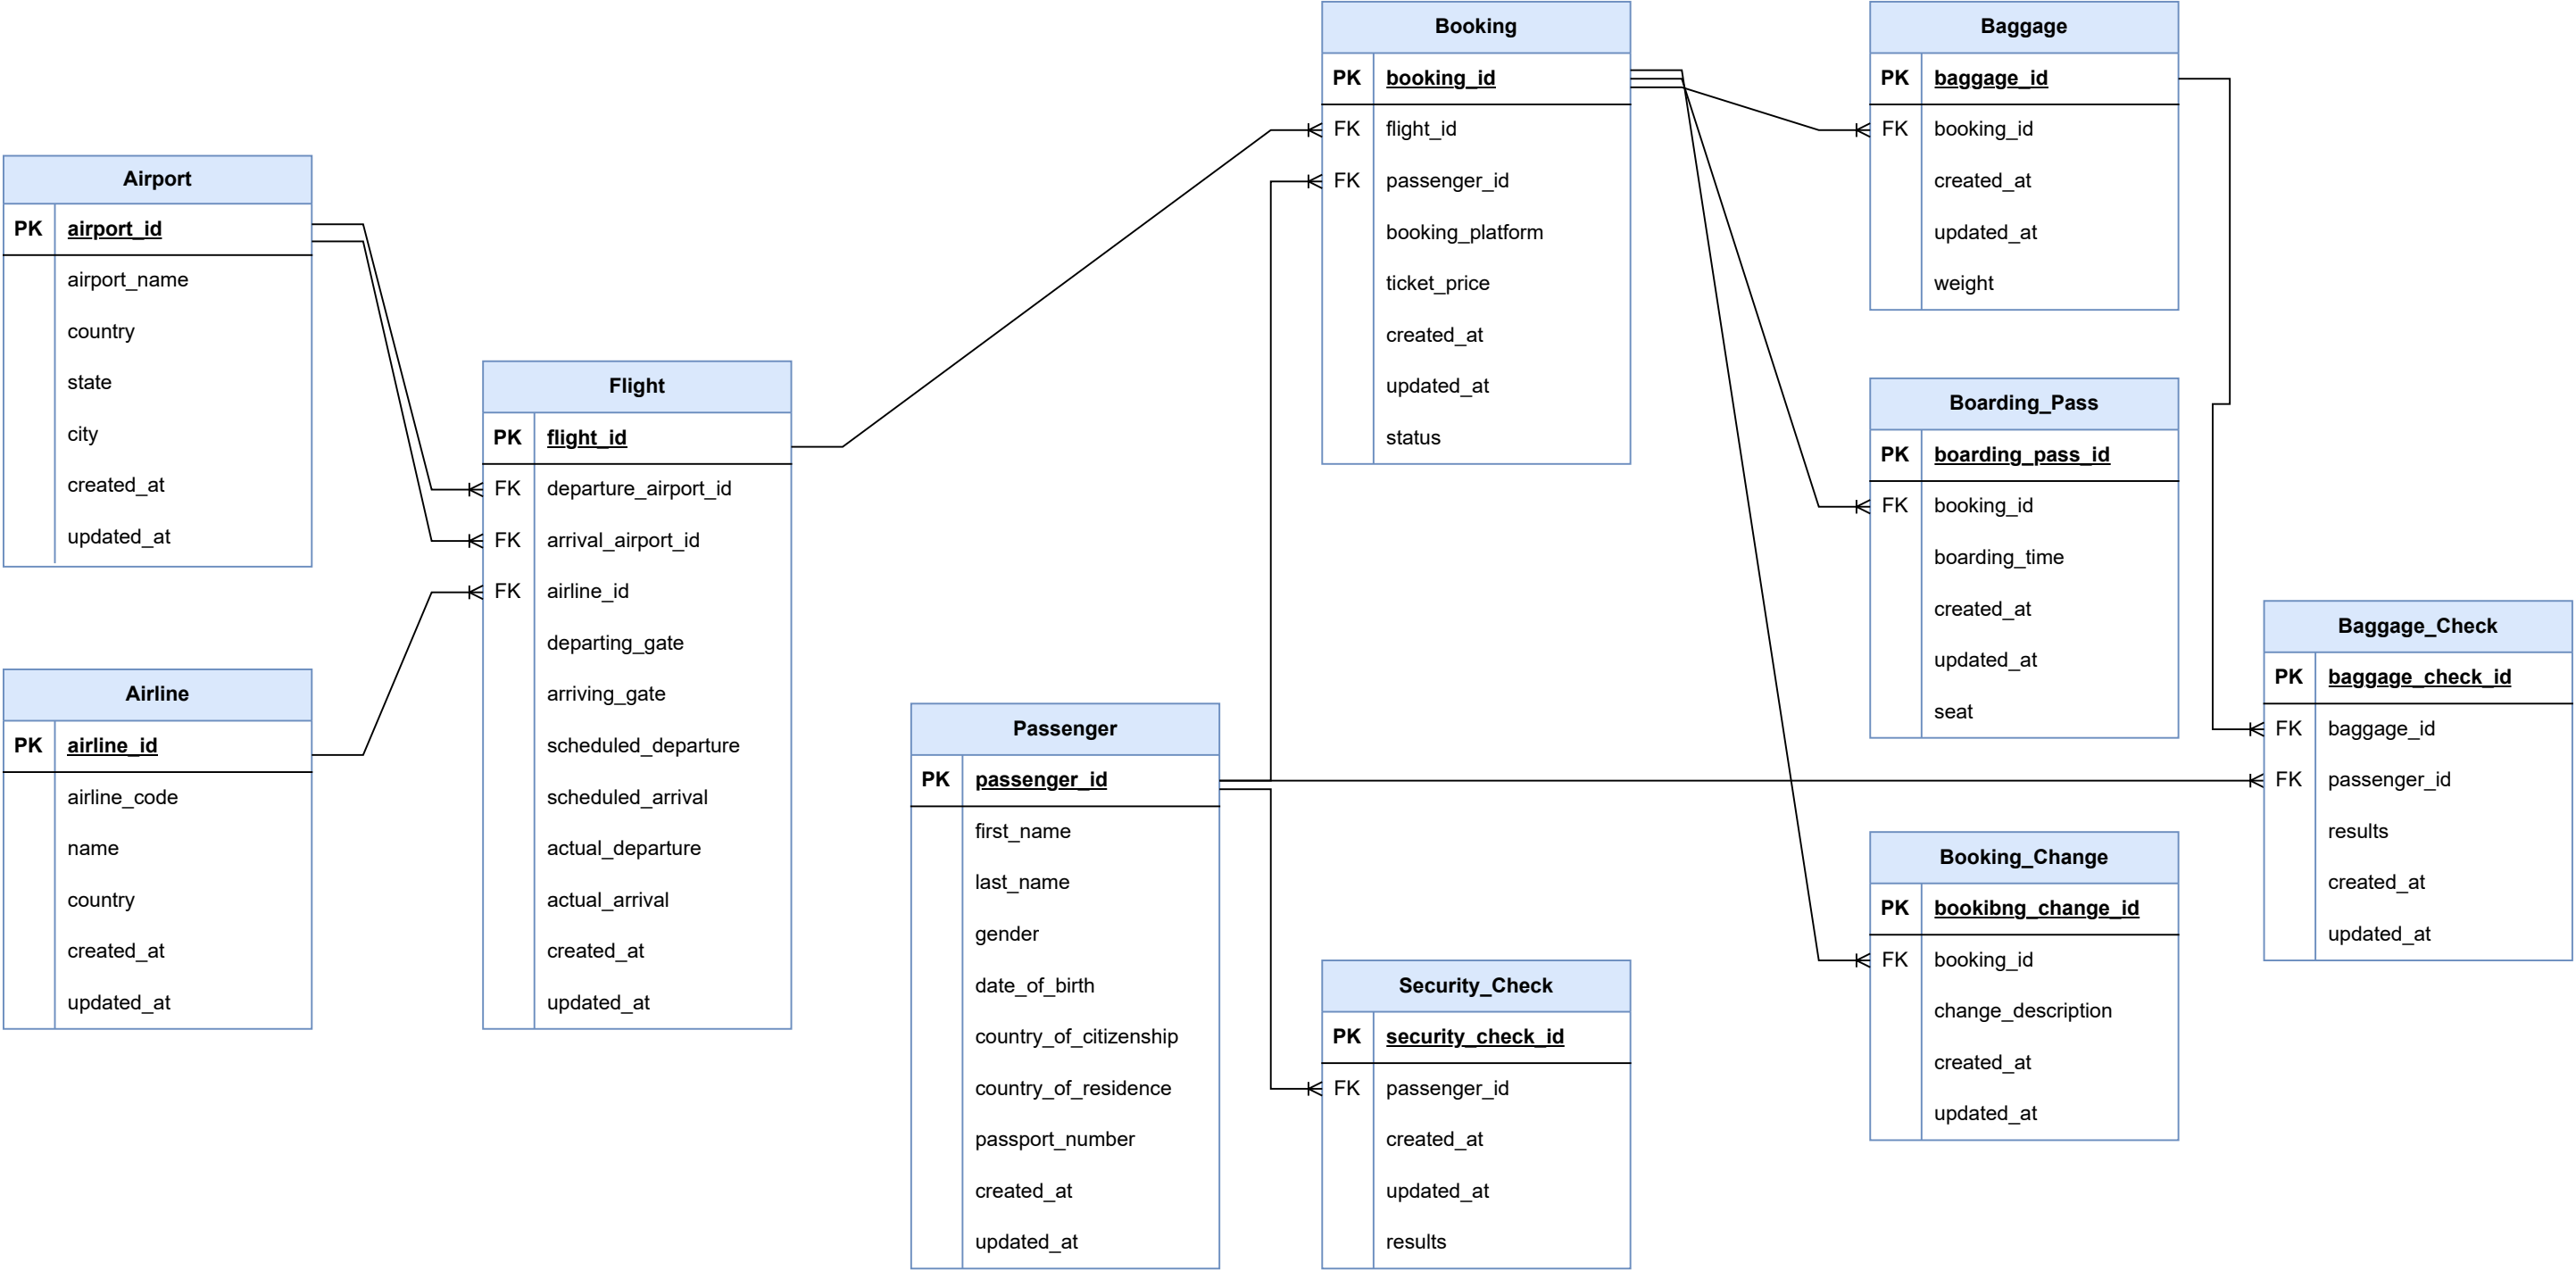 Airport
PK airport_id
airport_name
country
state
city
created_at
updated_at
Airline
PK airline_id
airline_code
name
country
created_at
updated_at
Flight
PK flight_id
FK departure_airport_id
FK arrival_airport_id
FK airline_id
departing_gate
arriving_gate
scheduled_departure
scheduled_arrival
actual_departure
actual_arrival
created_at
updated_at
Passenger
PK passenger_id
first_name
last_name
gender
date_of_birth
country_of_citizenship
country_of_residence
passport_number
created_at
updated_at
Booking
PK booking_id
FK flight_id
FK passenger_id
booking_platform
ticket_price
created_at
updated_at
status
Security_Check
PK security_check_id
FK passenger_id
created_at
updated_at
results
Baggage
PK baggage_id
FK booking_id
created_at
updated_at
weight
Boarding_Pass
PK boarding_pass_id
FK booking_id
boarding_time
created_at
updated_at
seat
Booking_Change
PK bookibng_change_id
FK booking_id
change_description
created_at
updated_at
Baggage_Check
PK baggage_check_id
FK baggage_id
FK passenger_id
results
created_at
updated_at